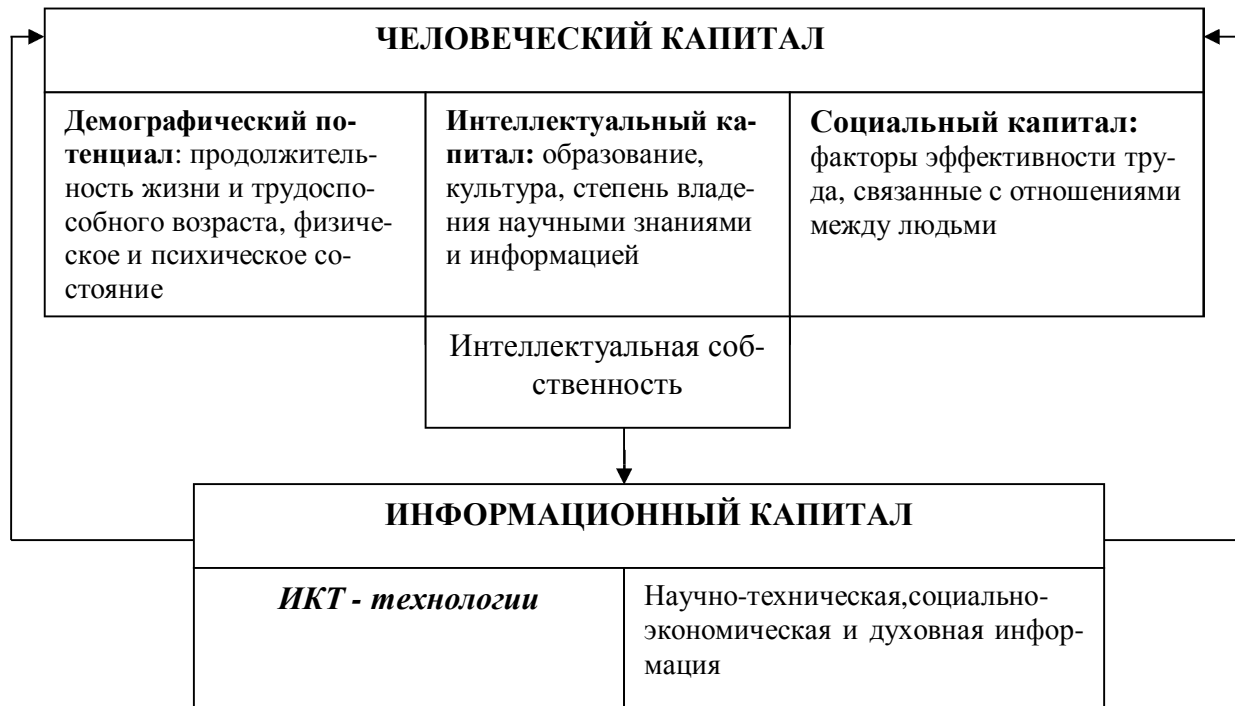 ЧЕЛОВЕЧЕСКИЙ КАПИТАЛ
Демографический по-
тенциал: продолжитель-
ность жизни и трудоспо-
собного возраста, физиче-
ское и психическое со-
стояние
Интеллектуальный ка-
питал: образование,
культура, степень владе-
ния научными знаниями
и информацией
Социальный капитал:
факторы эффективности тру-
да, связанные с отношениями
между людьми
Интеллектуальная соб-
ственность
ИНФОРМАЦИОННЫЙ КАПИТАЛ
ИКТ - технологии
Научно-техническая,социально-
экономическая и духовная инфор-
мация